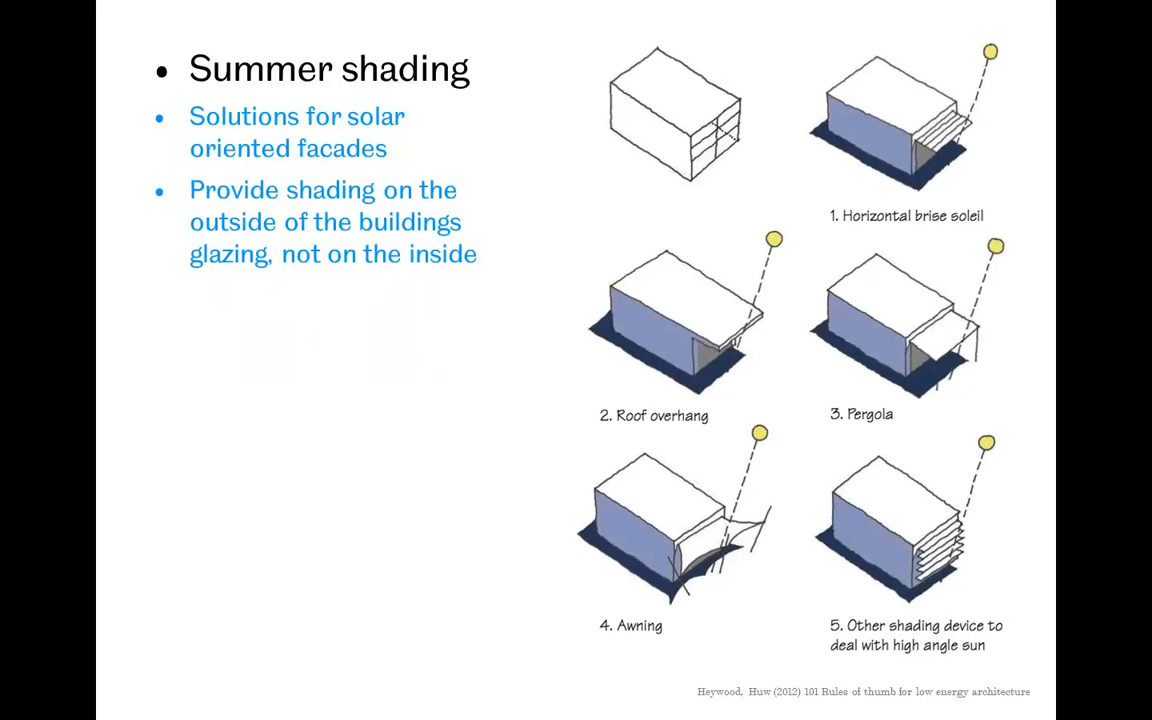 • Summer shading
• Solutions for solar
oriented facades
• Provide shading on the
outside of the buildings
glazing, not on the inside
1. Horizontal brise soleil
2. Roof overhang
3. Pergola
4. Awning
5. Other shading device to
deal with high angle sun
Heywood, Huw (2012) 101 Rules of thumb for low energy architecture